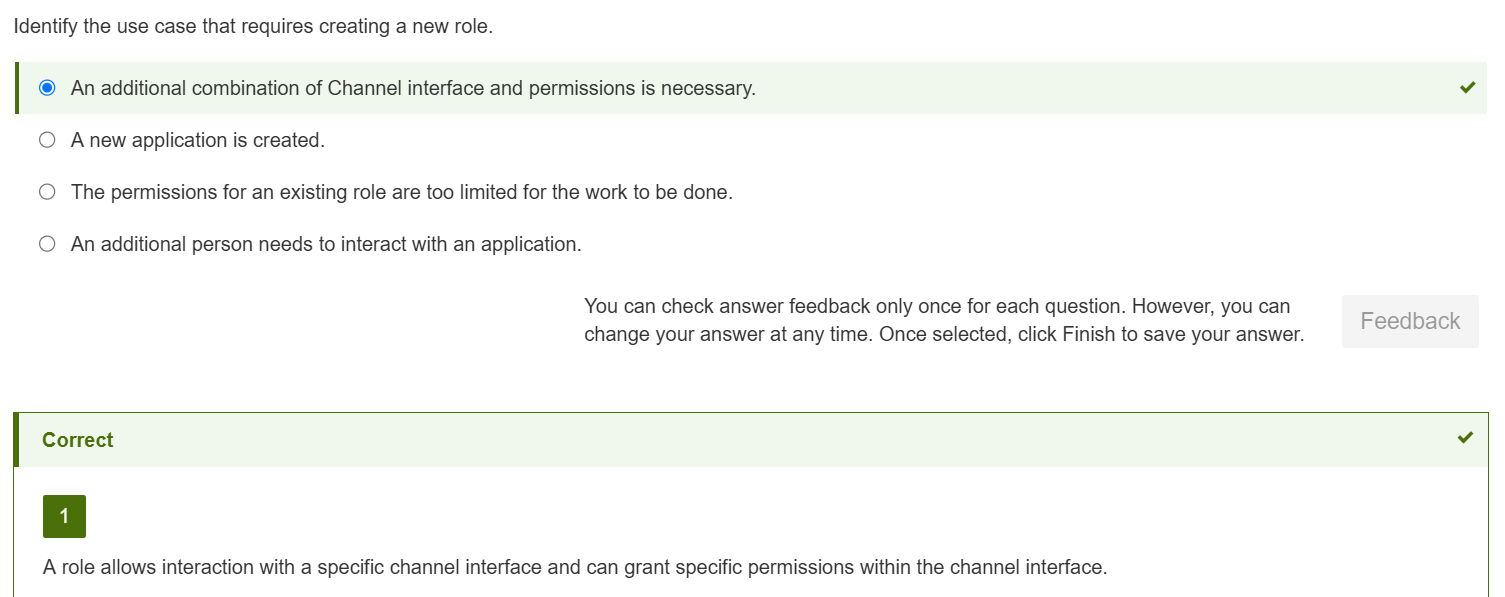 Identify the use case that requires creating a new role.
An additional combination of Channel interface and permissions is necessary.
A new application is created.
The permissions for an existing role are too limited for the work to be done.
An additional person needs to interact with an application.
You can check answer feedback only once for each question. However, you can
change your answer at any time. Once selected, click Finish to save your answer.
Feedback
Correct
1
A role allows interaction with a specific channel interface and can grant specific permissions within the channel interface.